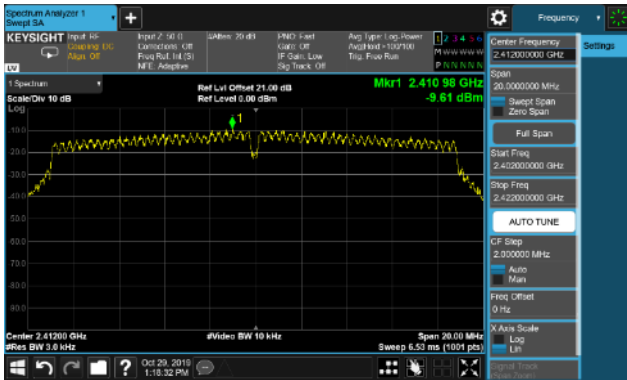 Spectrum Analyzer 1
Swept SA
+
Frequency
KEYSIGHT Input: RF
Coupling: DC
Align: Off
Input Z: 50 Ω
Corrections: Off
Freq Ref: Int (S)
NFE: Adaptive
#Atten: 20 dB
PNO: Fast
Gate: Off
IF Gain: Low
Sig Track: Off
Avg Type: Log-Power
Avg|Hold: >100/100
Trig: Free Run
1 2 3 4 5 6
M W W W W W
P N N N N N
LW
1 Spectrum
Scale/Div 10 dB
Ref Lvl Offset 21.00 dB
Ref Level 0.00 dBm
Mkr1 2.410 98 GHz
-9.61 dBm
Log
1
-10.0
-20.0
-30.0
-40.0
-50.0
-60.0
-70.0
-80.0
-90.0
Center 2.41200 GHz
#Res BW 3.0 kHz
#Video BW 10 kHz
Span 20.00 MHz
Sweep 6.53 ms (1001 pts)
Oct 29, 2019
1:18:32 PM
Center Frequency
2.412000000 GHz
Settings
Span
20.0000000 MHz
Swept Span
Zero Span
Full Span
Start Freq
2.402000000 GHz
Stop Freq
2.422000000 GHz
AUTO TUNE
CF Step
2.000000 MHz
Auto
Man
Freq Offset
0 Hz
X Axis Scale
Log
Lin
Signal Track
(Span Zoom)